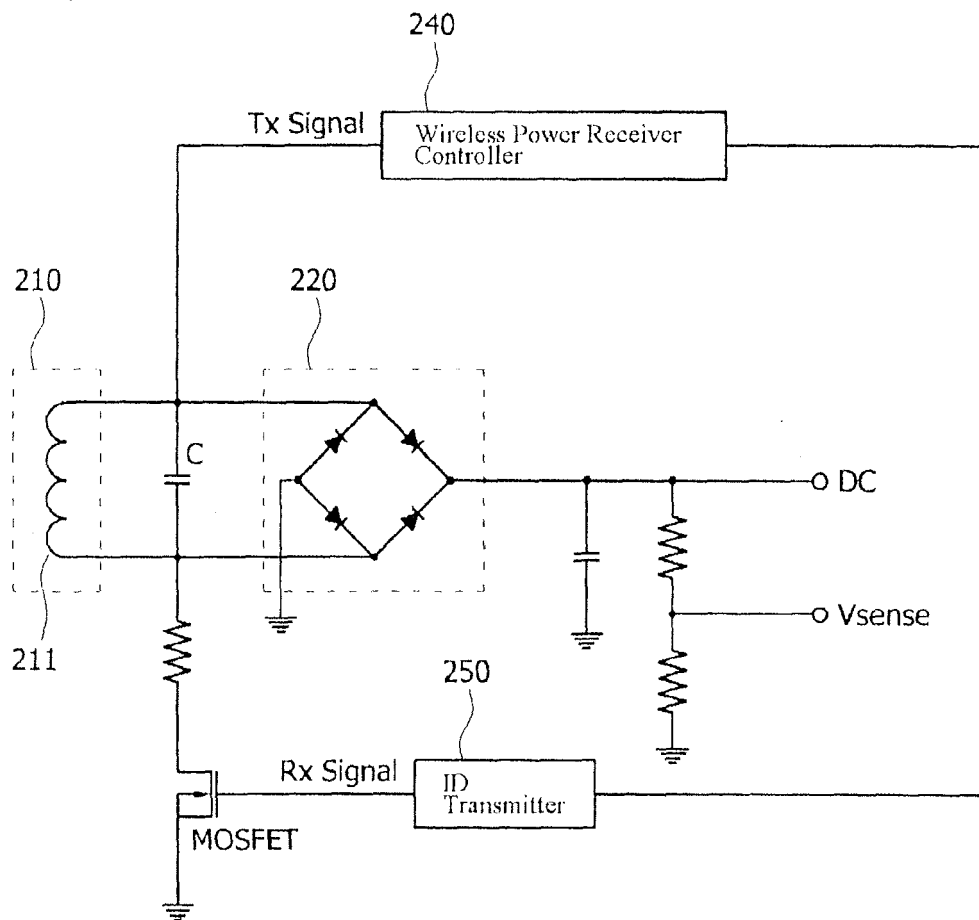 240
Tx Signal
Wireless Power Receiver
Controller
210
220
C
DC
Vsense
211
250
Rx Signal
ID
Transmitter
MOSFET